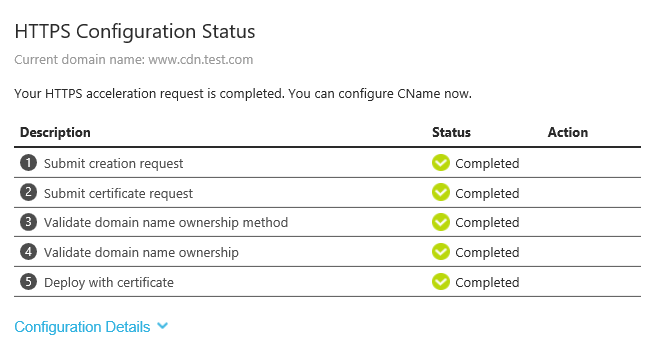 HTTPS Configuration Status
Current domain name: www.cdn.test.com
Your HTTPS acceleration request is completed. You can configure CName now.
Description Status Action
1 Submit creation request Completed
2 Submit certificate request Completed
3 Validate domain name ownership method Completed
4 Validate domain name ownership Completed
5 Deploy with certificate Completed
Configuration Details